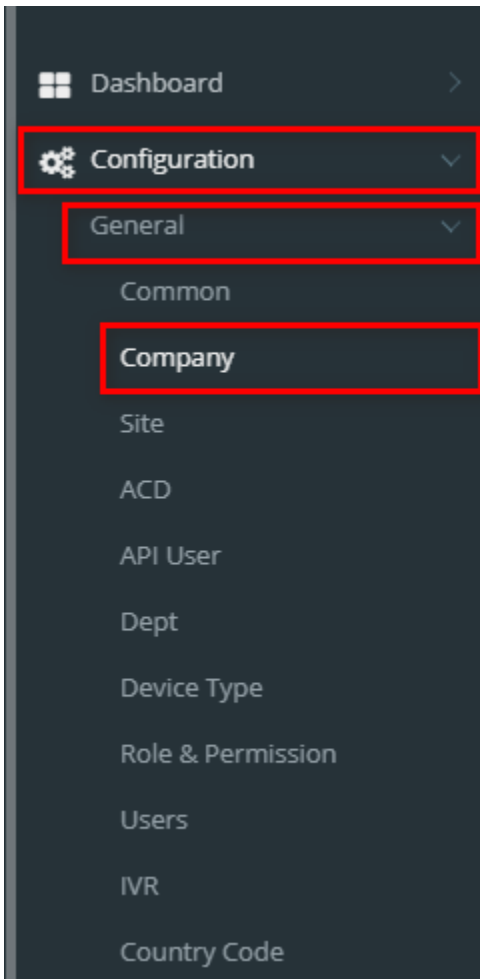 Dashboard
Configuration
General
Common
Company
Site
ACD
API User
Dept
Device Type
Role & Permission
Users
IVR
Country Code